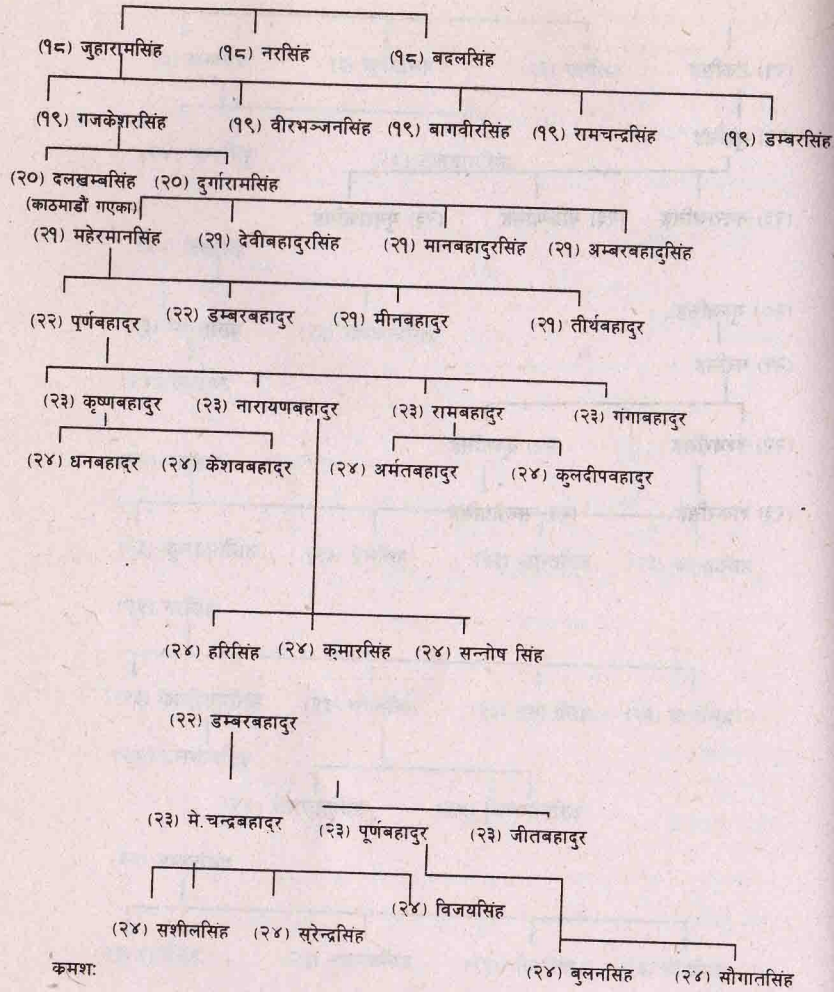 (१८) जुहारामसिंह (१८) नरसिंह (१८) बदलसिंह
(१९) गजकेशरसिंह (१९) वीरभञ्जनसिंह (१९) बागवीरसिंह (१९) रामचन्द्रसिंह (१९) डम्बरसिंह
(२०) दलखम्बसिंह (२०) दुर्गारामसिंह
(काठमाडौं गएका)
(२१) महेरमानसिंह (२१) देवीबहादुरसिंह (२१) मानबहादुरसिंह (२१) अम्बरबहादुसिंह
(२२) पूर्णबहादुर (२२) डम्बरबहादुर (२१) मीनबहादुर (२१) तीर्थबहादुर
(२३) कृष्णबहादुर (२३) नारायणबहादुर (२३) रामबहादुर (२३) गंगाबहादुर
(२४) धनबहादुर (२४) केशवबहादुर (२४) अर्मतबहादुर (२४) कुलदीपवहादुर
(२४) हरिसिंह (२४) कुमारसिंह (२४) सन्तोष सिंह
(२२) डम्बरबहादुर
(२३) मे.चन्द्रबहादुर (२३) पूर्णबहादुर (२३) जीतबहादुर
(२४) विजयसिंह
(२४) सशीलसिंह (२४) सुरेन्द्रसिंह
कमशः
(२४) बुलनसिंह (२४) सौगातसिंह